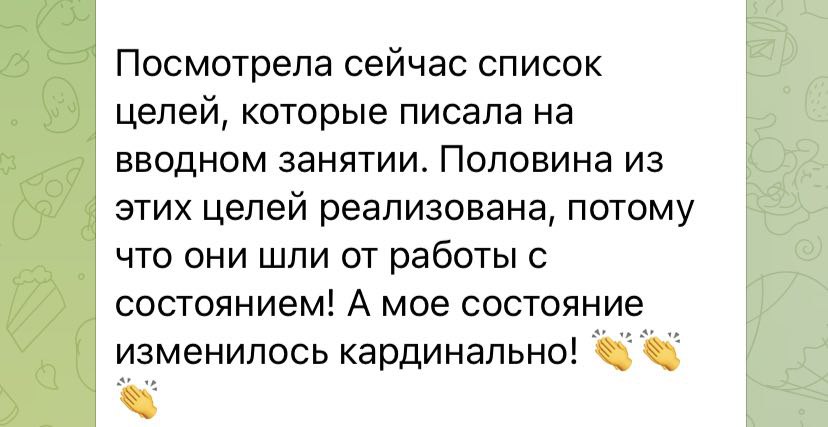 Посмотрела сейчас список
целей, которые писала на
вводном занятии. Половина из
этих целей реализована, потому
что они шли от работы с
состоянием! А мое состояние
изменилось кардинально! 👏👏
👏